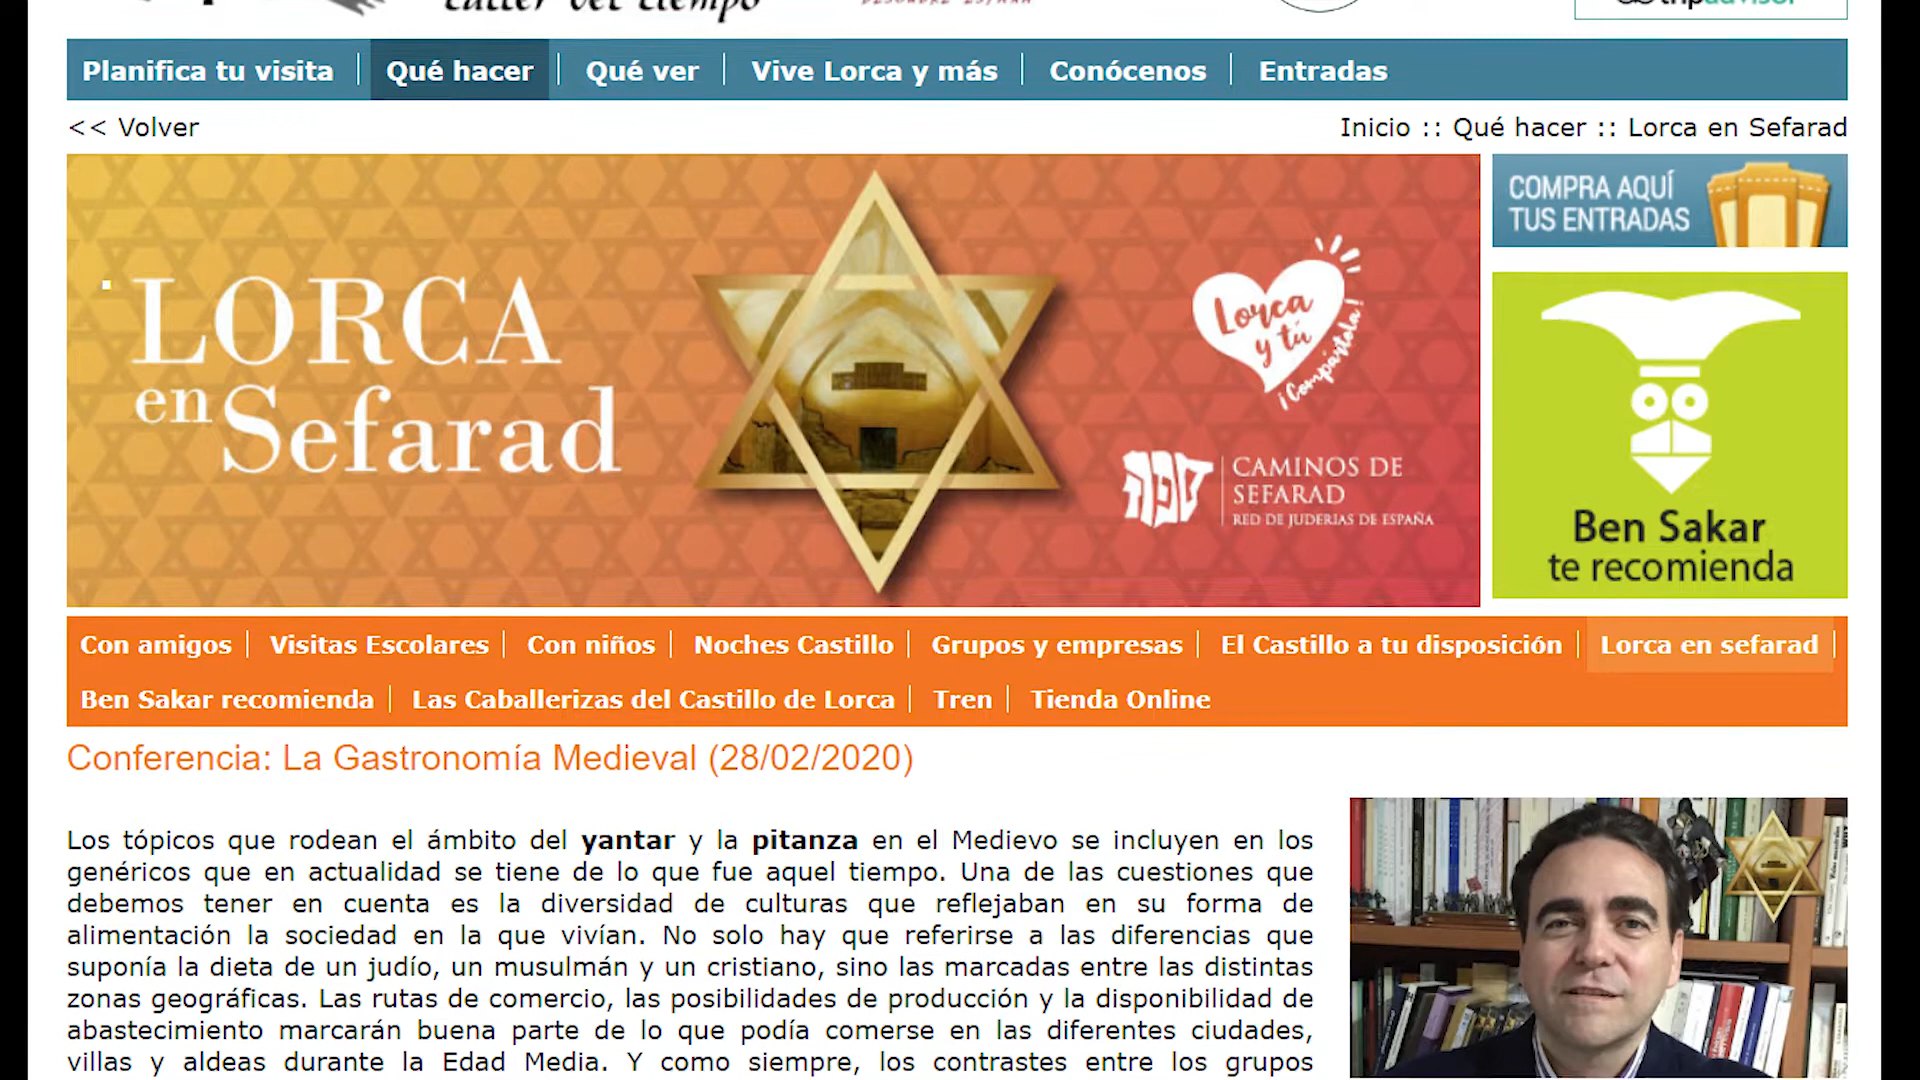 taller del tiempo
tripadvisor
Planifica tu visita
Qué hacer
Qué ver
Vive Lorca y más
Conócenos
Entradas
<< Volver
Inicio :: Qué hacer :: Lorca en Sefarad
LORCA
en Sefarad
Lorca
y tú
¡Compártela!
CAMINOS DE
SEFARAD
RED DE JUDERIAS DE ESPAÑA
COMPRA AQUÍ
TUS ENTRADAS
Ben Sakar
te recomienda
Con amigos
Visitas Escolares
Con niños
Noches Castillo
Grupos y empresas
El Castillo a tu disposición
Lorca en sefarad
Ben Sakar recomienda
Las Caballerizas del Castillo de Lorca
Tren
Tienda Online
Conferencia: La Gastronomía Medieval (28/02/2020)
Los tópicos que rodean el ámbito del yantar y la pitanza en el Medievo se incluyen en los
genéricos que en actualidad se tiene de lo que fue aquel tiempo. Una de las cuestiones que
debemos tener en cuenta es la diversidad de culturas que reflejaban en su forma de
alimentación la sociedad en la que vivían. No solo hay que referirse a las diferencias que
suponía la dieta de un judío, un musulmán y un cristiano, sino las marcadas entre las distintas
zonas geográficas. Las rutas de comercio, las posibilidades de producción y la disponibilidad de
abastecimiento marcarán buena parte de lo que podía comerse en las diferentes ciudades,
villas y aldeas durante la Edad Media. Y como siempre, los contrastes entre los grupos